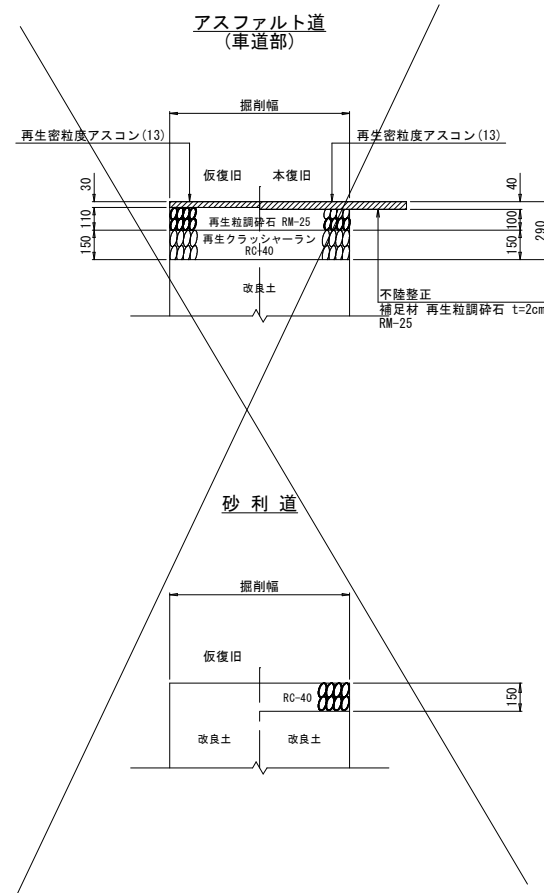 アスファルト道
(車道部)
掘削幅
再生密粒度アスコン(13)
再生密粒度アスコン(13)
仮復旧
本復旧
30
40
110
再生粒調砕石 RM-25
100
290
150
再生クラッシャーラン
RC-40
150
改良土
不陸整正
補足材 再生粒調砕石 t=2cm
RM-25
砂利道
掘削幅
仮復旧
RC-40
150
改良土
改良土